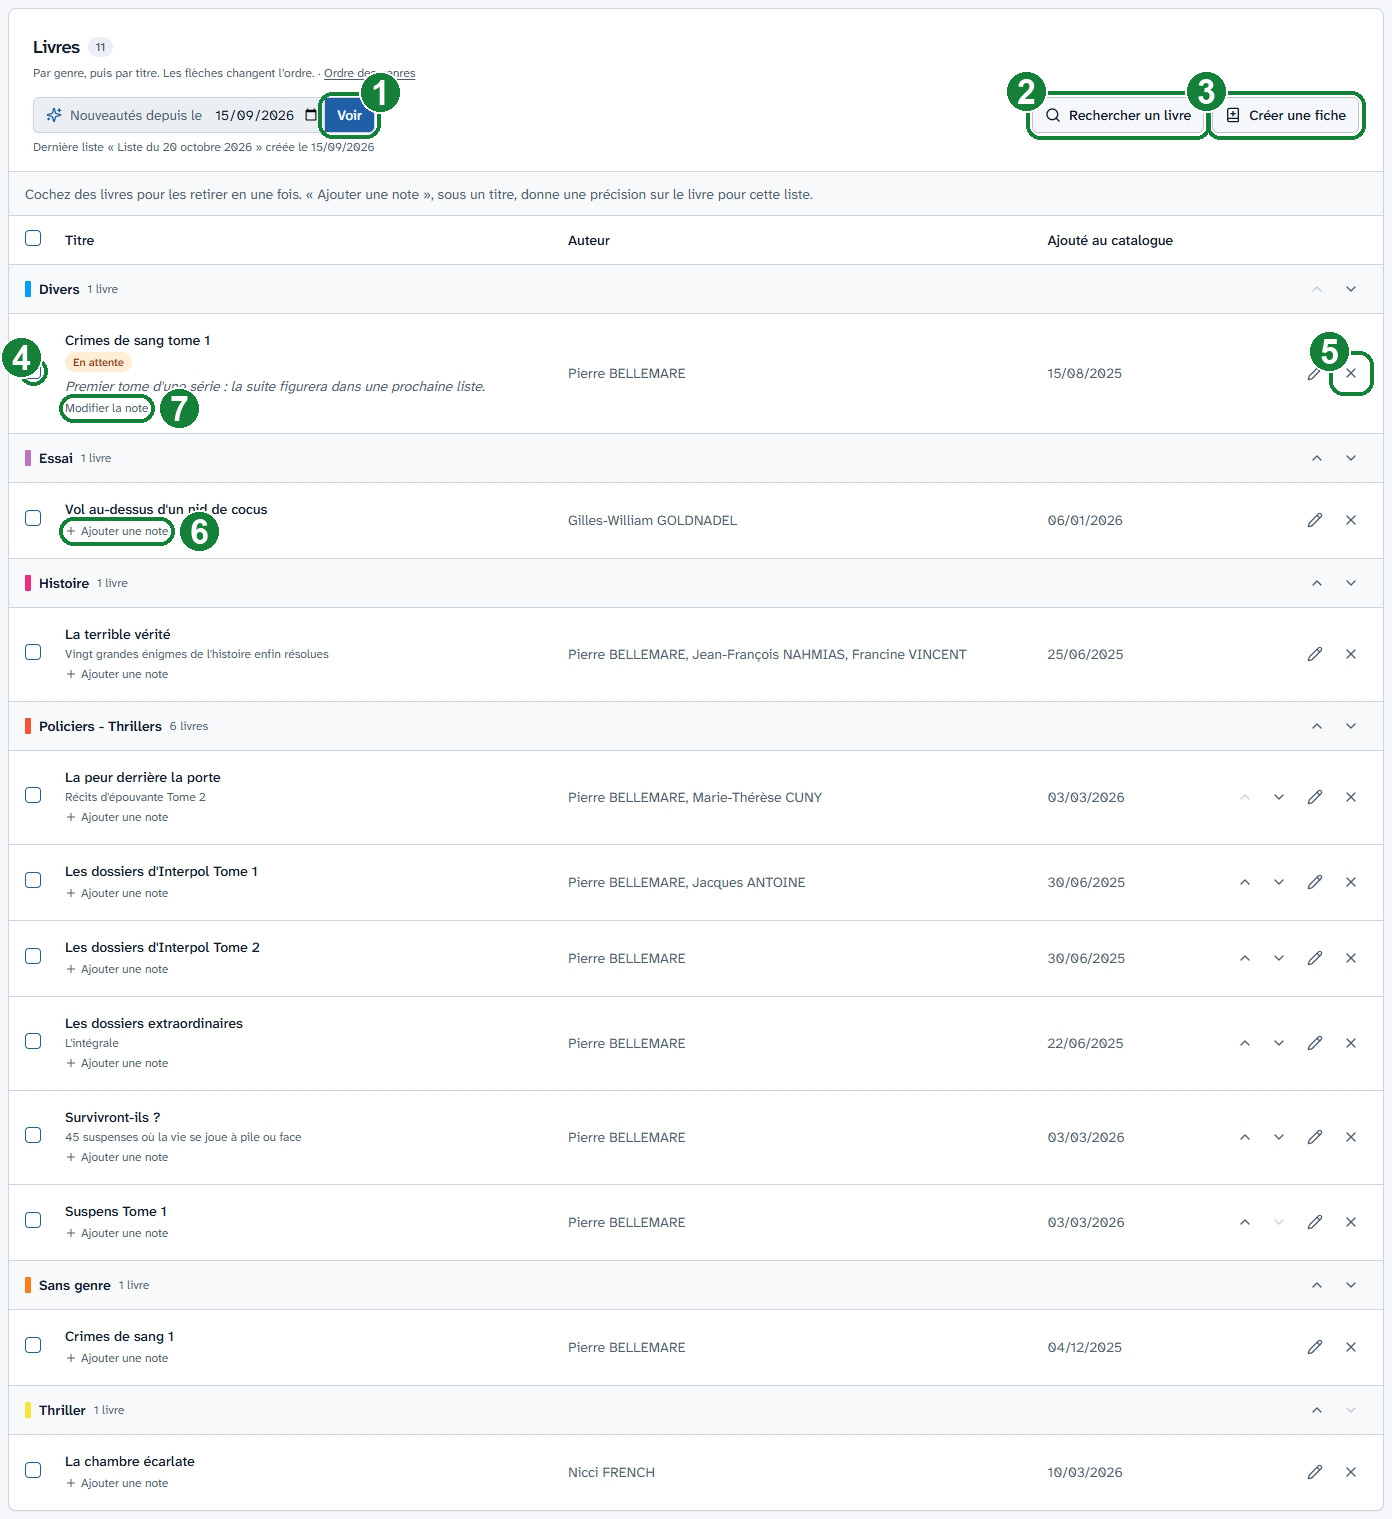 Livres 11
Par genre, puis par titre. Les flèches changent l'ordre. · Ordre des genres
1
2
3
Nouveautés depuis le 15/09/2026 Voir
Rechercher un livre
Créer une fiche
Dernière liste « Liste du 20 octobre 2026 » créée le 15/09/2026
Cochez des livres pour les retirer en une fois. « Ajouter une note », sous un titre, donne une précision sur le livre pour cette liste.
Titre Auteur Ajouté au catalogue
Divers 1 livre
Crimes de sang tome 1
4
5
En attente
Pierre BELLEMARE 15/08/2025
Premier tome d'une série : la suite figurera dans une prochaine liste.
Modifier la note 7
Essai 1 livre
Vol au-dessus d'un nid de cocus
Gilles-William GOLDNADEL 06/01/2026
+ Ajouter une note 6
Histoire 1 livre
La terrible vérité
Vingt grandes énigmes de l'histoire enfin résolues
Pierre BELLEMARE, Jean-François NAHMIAS, Francine VINCENT 25/06/2025
+ Ajouter une note
Policiers - Thrillers 6 livres
La peur derrière la porte
Récits d'épouvante Tome 2
Pierre BELLEMARE, Marie-Thérèse CUNY 03/03/2026
+ Ajouter une note
Les dossiers d'Interpol Tome 1
Pierre BELLEMARE, Jacques ANTOINE 30/06/2025
+ Ajouter une note
Les dossiers d'Interpol Tome 2
Pierre BELLEMARE 30/06/2025
+ Ajouter une note
Les dossiers extraordinaires
L'intégrale
Pierre BELLEMARE 22/06/2025
+ Ajouter une note
Survivront-ils ?
45 suspenses où la vie se joue à pile ou face
Pierre BELLEMARE 03/03/2026
+ Ajouter une note
Suspens Tome 1
Pierre BELLEMARE 03/03/2026
+ Ajouter une note
Sans genre 1 livre
Crimes de sang 1
Pierre BELLEMARE 04/12/2025
+ Ajouter une note
Thriller 1 livre
La chambre écarlate
Nicci FRENCH 10/03/2026
+ Ajouter une note